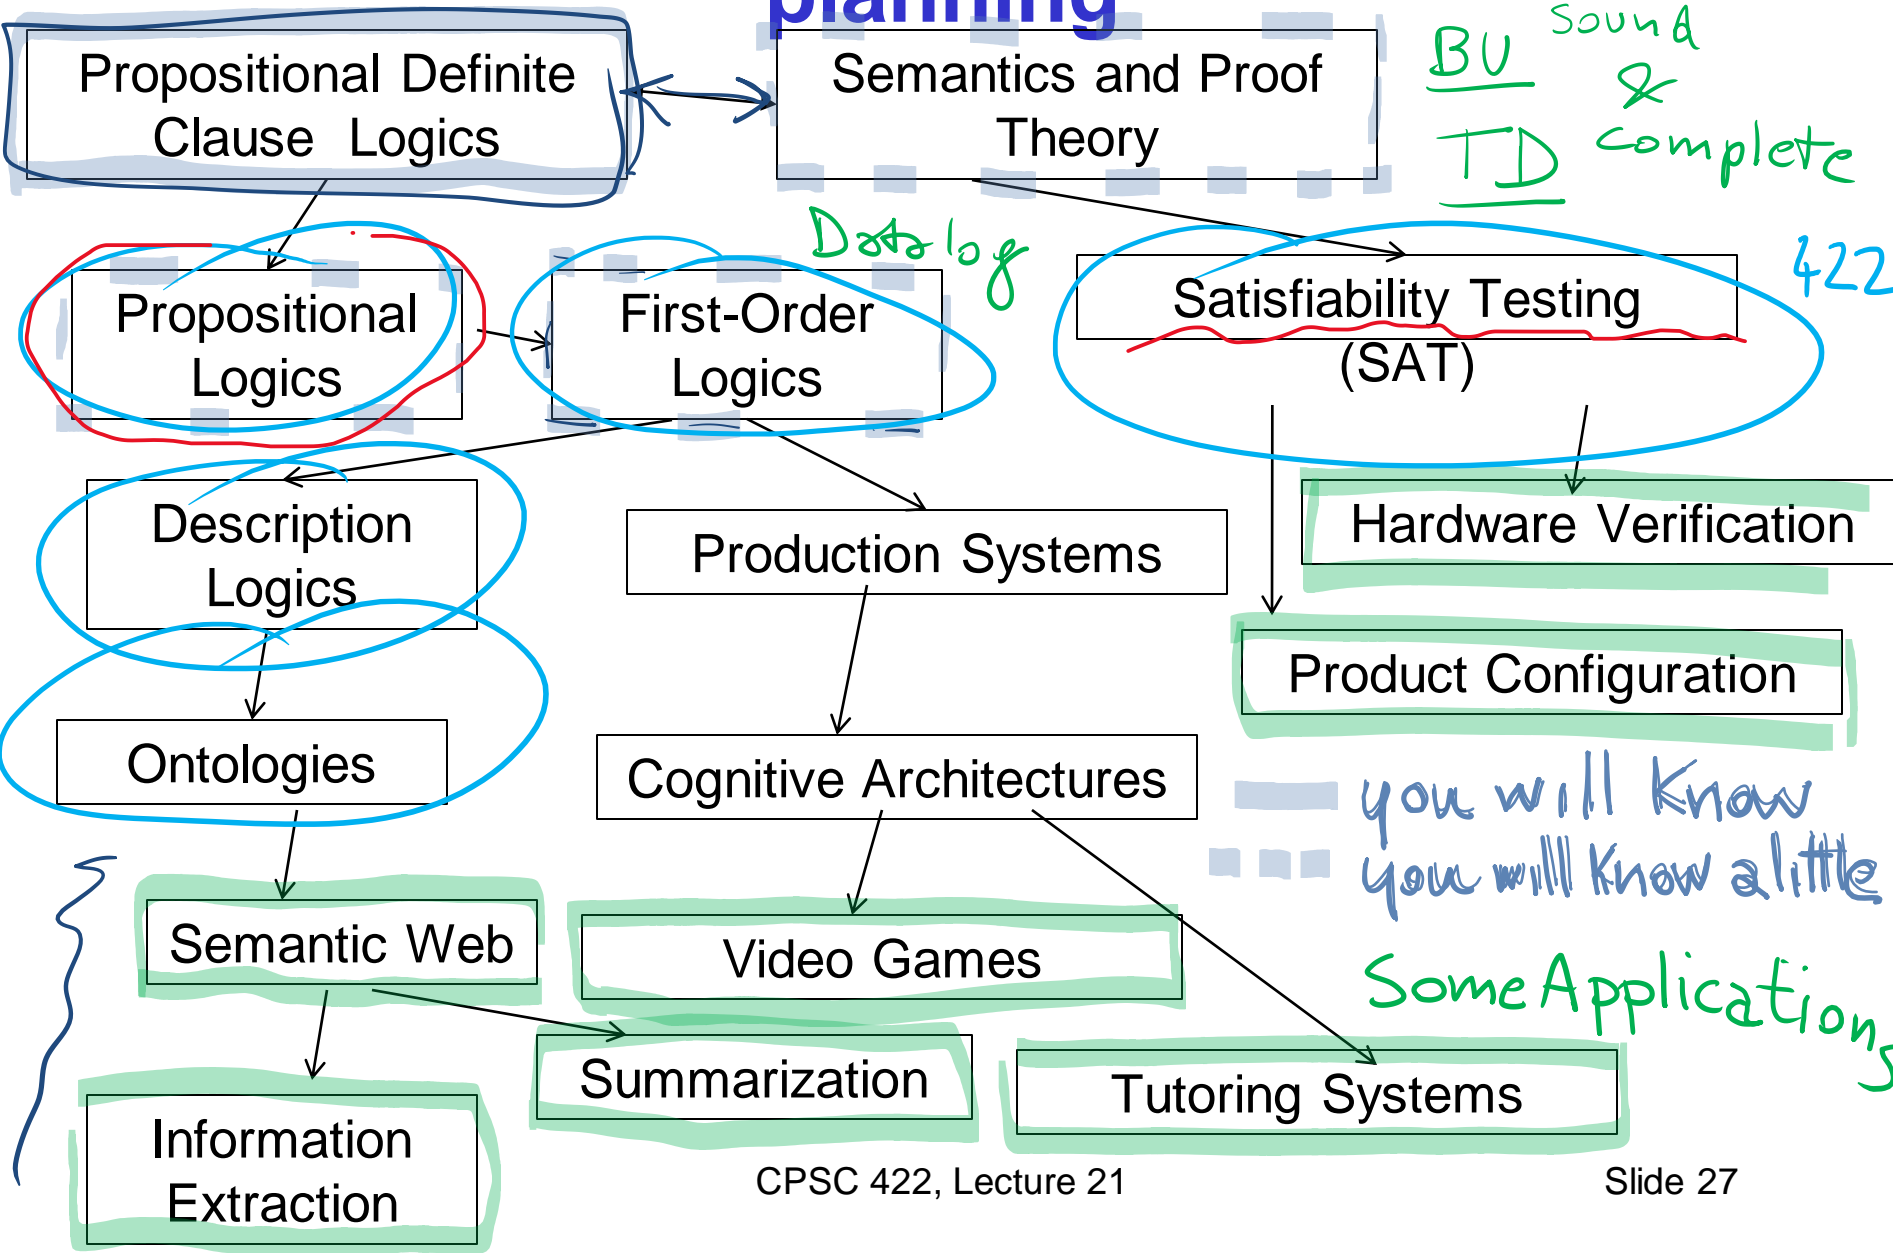 planning
Propositional Definite
Clause Logics
Semantics and Proof
Theory
BU
TD
Sound
&
complete
Datalog
422
Propositional
Logics
First-Order
Logics
Satisfiability Testing
(SAT)
Description
Logics
Production Systems
Hardware Verification
Product Configuration
Ontologies
Cognitive Architectures
you will know
you will know a little
Semantic Web
Video Games
Some Applications
Summarization
Tutoring Systems
Information
Extraction
CPSC 422, Lecture 21
Slide 27